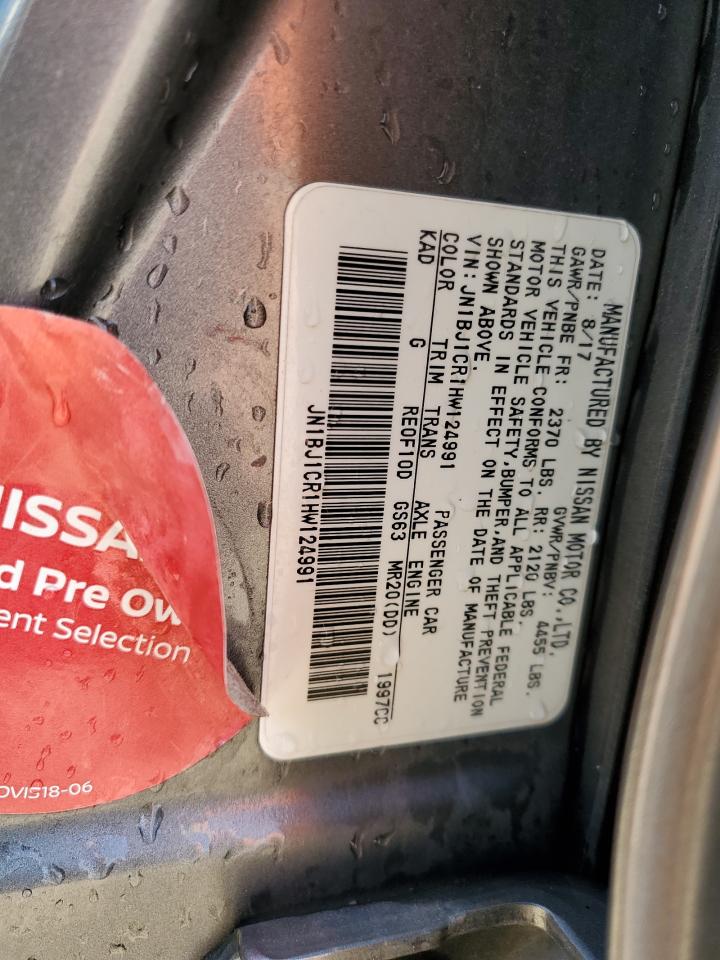 MANUFACTURED BY NISSAN MOTOR CO.,LTD.
DATE: 8/17 GVWR/PNBV: 4455 LBS.
GAWR/PNBE FR: 2370 LBS. RR: 2120 LBS.
THIS VEHICLE CONFORMS TO ALL APPLICABLE FEDERAL
MOTOR VEHICLE SAFETY,BUMPER,AND THEFT PREVENTION
STANDARDS IN EFFECT ON THE DATE OF MANUFACTURE
SHOWN ABOVE.
VIN: JN1BJ1CR1HW124991 PASSENGER CAR
COLOR TRIM TRANS AXLE ENGINE
KAD G RE0F10D GS63 MR20(DD) 1997CC
JN1BJ1CR1HW124991
NISSA
d Pre Ow
ent Selection
OVIS18-06